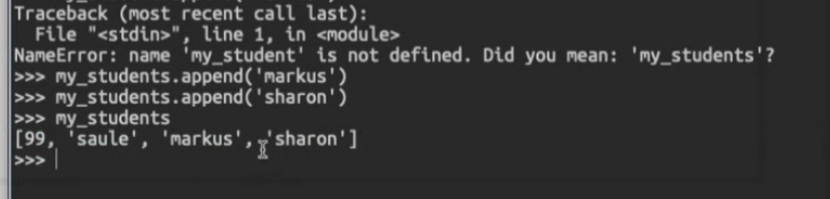 Traceback (most recent call last):
  File "<stdin>", line 1, in <module>
NameError: name 'my_student' is not defined. Did you mean: 'my_students'?
>>> my_students.append('markus')
>>> my_students.append('sharon')
>>> my_students
[99, 'saule', 'markus', 'sharon']
>>>